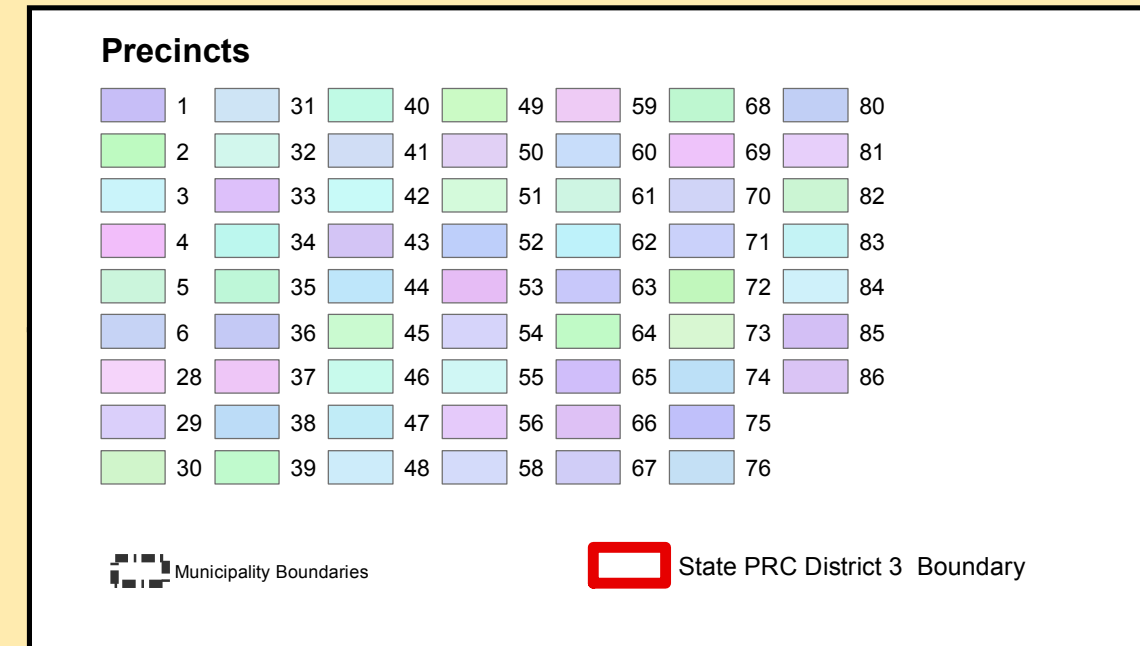 Precincts
1 31 40 49 59 68 80
2 32 41 50 60 69 81
3 33 42 51 61 70 82
4 34 43 52 62 71 83
5 35 44 53 63 72 84
6 36 45 54 64 73 85
28 37 46 55 65 74 86
29 38 47 56 66 75
30 39 48 58 67 76
Municipality Boundaries State PRC District 3 Boundary